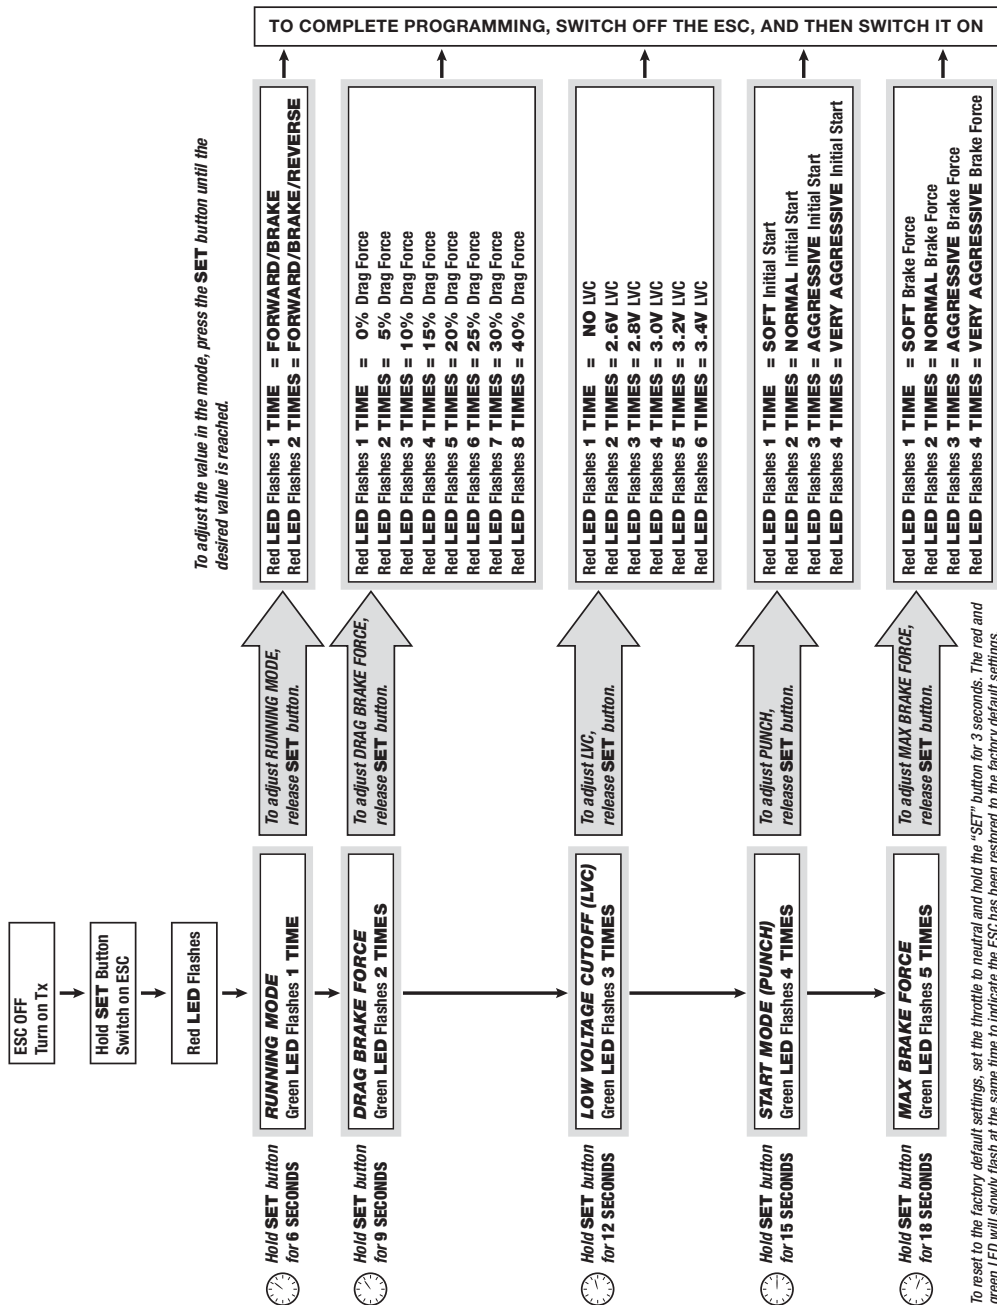 ESC OFF
Turn on Tx
Hold SET Button
Switch on ESC
Red LED Flashes
To adjust the value in the mode, press the SET button until the
desired value is reached.
Hold SET button
for 6 SECONDS
RUNNING MODE
Green LED Flashes 1 TIME
To adjust RUNNING MODE,
release SET button.
Red LED Flashes 1 TIME = FORWARD/BRAKE
Red LED Flashes 2 TIMES = FORWARD/BRAKE/REVERSE
Hold SET button
for 9 SECONDS
DRAG BRAKE FORCE
Green LED Flashes 2 TIMES
To adjust DRAG BRAKE FORCE,
release SET button.
Red LED Flashes 1 TIME = 0% Drag Force
Red LED Flashes 2 TIMES = 5% Drag Force
Red LED Flashes 3 TIMES = 10% Drag Force
Red LED Flashes 4 TIMES = 15% Drag Force
Red LED Flashes 5 TIMES = 20% Drag Force
Red LED Flashes 6 TIMES = 25% Drag Force
Red LED Flashes 7 TIMES = 30% Drag Force
Red LED Flashes 8 TIMES = 40% Drag Force
Hold SET button
for 12 SECONDS
LOW VOLTAGE CUTOFF (LVC)
Green LED Flashes 3 TIMES
To adjust LVC,
release SET button.
Red LED Flashes 1 TIME = NO LVC
Red LED Flashes 2 TIMES = 2.6V LVC
Red LED Flashes 3 TIMES = 2.8V LVC
Red LED Flashes 4 TIMES = 3.0V LVC
Red LED Flashes 5 TIMES = 3.2V LVC
Red LED Flashes 6 TIMES = 3.4V LVC
Hold SET button
for 15 SECONDS
START MODE (PUNCH)
Green LED Flashes 4 TIMES
To adjust PUNCH,
release SET button.
Red LED Flashes 1 TIME = SOFT Initial Start
Red LED Flashes 2 TIMES = NORMAL Initial Start
Red LED Flashes 3 TIMES = AGGRESSIVE Initial Start
Red LED Flashes 4 TIMES = VERY AGGRESSIVE Initial Start
Hold SET button
for 18 SECONDS
MAX BRAKE FORCE
Green LED Flashes 5 TIMES
To adjust MAX BRAKE FORCE,
release SET button.
Red LED Flashes 1 TIME = SOFT Brake Force
Red LED Flashes 2 TIMES = NORMAL Brake Force
Red LED Flashes 3 TIMES = AGGRESSIVE Brake Force
Red LED Flashes 4 TIMES = VERY AGGRESSIVE Brake Force
TO COMPLETE PROGRAMMING, SWITCH OFF THE ESC, AND THEN SWITCH IT ON
To reset to the factory default settings, set the throttle to neutral and hold the “SET” button for 3 seconds. The red and
green LED will slowly flash at the same time to indicate the ESC has been restored to the factory default settings